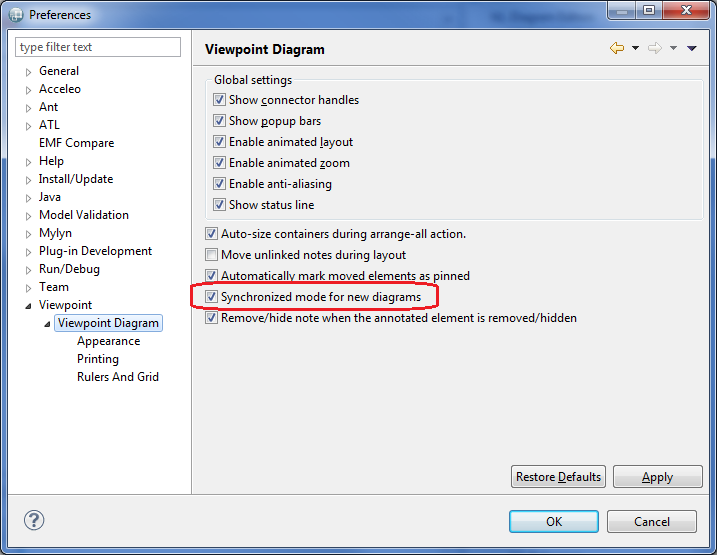 Preferences
type filter text
General
Acceleo
Ant
ATL
EMF Compare
Help
Install/Update
Java
Model Validation
Mylyn
Plug-in Development
Run/Debug
Team
Viewpoint
Viewpoint Diagram
Appearance
Printing
Rulers And Grid
Viewpoint Diagram
Global settings
Show connector handles
Show popup bars
Enable animated layout
Enable animated zoom
Enable anti-aliasing
Show status line
Auto-size containers during arrange-all action.
Move unlinked notes during layout
Automatically mark moved elements as pinned
Synchronized mode for new diagrams
Remove/hide note when the annotated element is removed/hidden
Restore Defaults
Apply
OK
Cancel